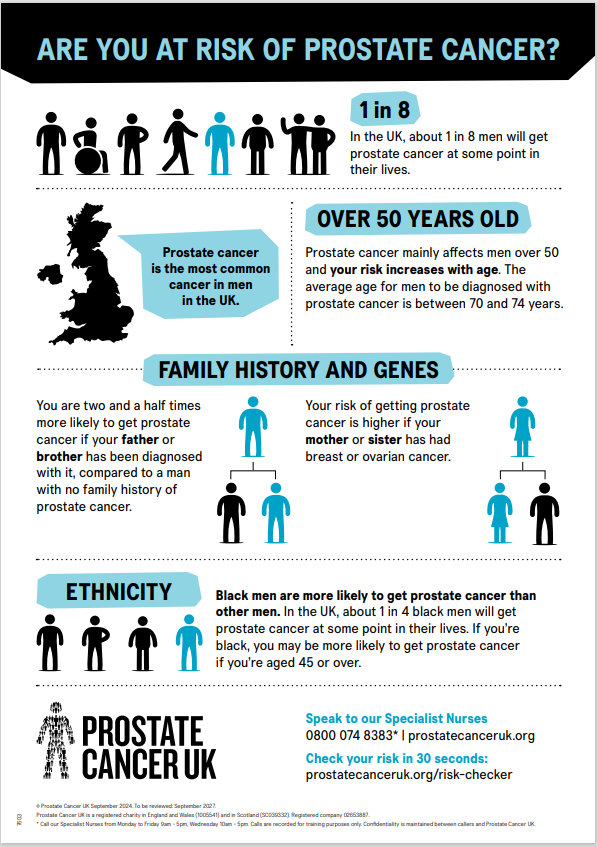 ARE YOU AT RISK OF PROSTATE CANCER?
1 in 8
In the UK, about 1 in 8 men will get
prostate cancer at some point in
their lives.
Prostate cancer
is the most common
cancer in men
in the UK.
OVER 50 YEARS OLD
Prostate cancer mainly affects men over 50
and your risk increases with age. The
average age for men to be diagnosed with
prostate cancer is between 70 and 74 years.
FAMILY HISTORY AND GENES
You are two and a half times
more likely to get prostate
cancer if your father or
brother has been diagnosed
with it, compared to a man
with no family history of
prostate cancer.
Your risk of getting prostate
cancer is higher if your
mother or sister has had
breast or ovarian cancer.
ETHNICITY
Black men are more likely to get prostate cancer than
other men. In the UK, about 1 in 4 black men will get
prostate cancer at some point in their lives. If you're
black, you may be more likely to get prostate cancer
if you're aged 45 or over.
PROSTATE
CANCER UK
Speak to our Specialist Nurses
0800 074 8383* | prostatecanceruk.org
Check your risk in 30 seconds:
prostatecanceruk.org/risk-checker
© Prostate Cancer UK September 2024. To be reviewed: September 2027.
Prostate Cancer UK is a registered charity in England and Wales (1005541) and in Scotland (SC039332). Registered company 02653887.
* Call our Specialist Nurses from Monday to Friday 9am - 5pm, Wednesday 10am - 5pm. Calls are recorded for training purposes only. Confidentiality is maintained between callers and Prostate Cancer UK.